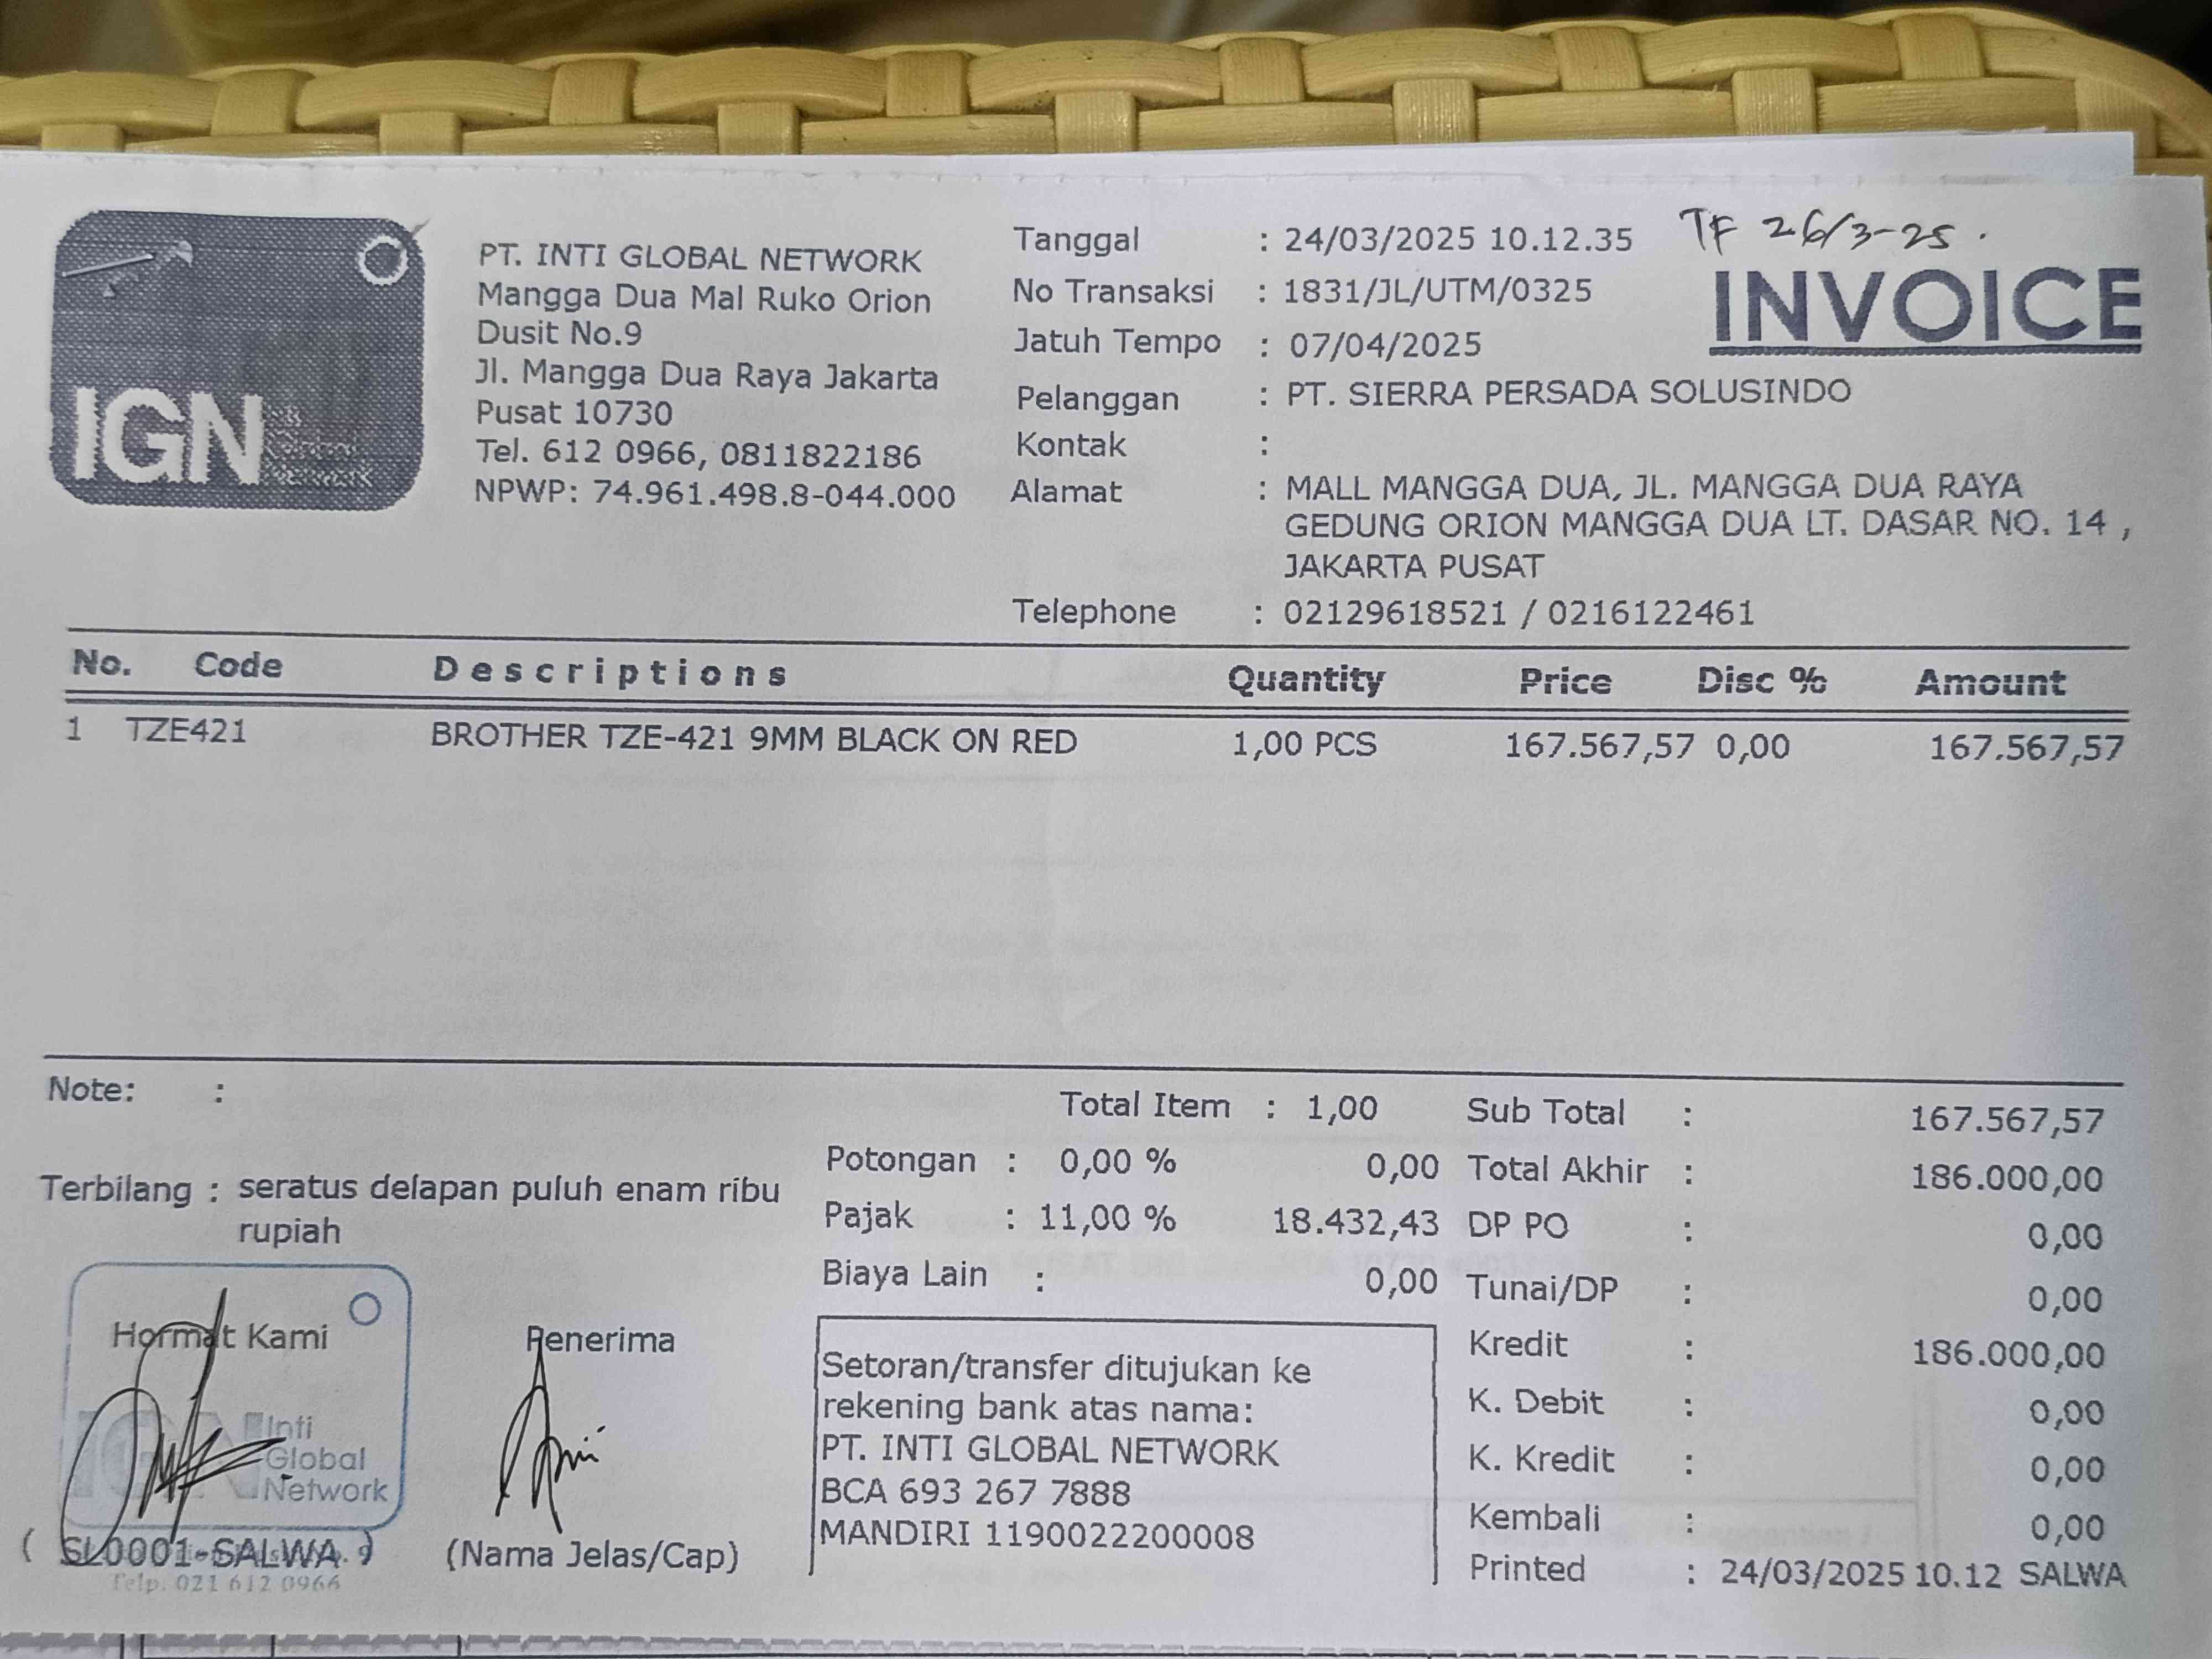 IGN
PT. INTI GLOBAL NETWORK
Mangga Dua Mal Ruko Orion
Dusit No.9
Jl. Mangga Dua Raya Jakarta
Pusat 10730
Tel. 612 0966, 0811822186
NPWP: 74.961.498.8-044.000
TF 26/3-25.
INVOICE
Tanggal : 24/03/2025 10.12.35
No Transaksi : 1831/JL/UTM/0325
Jatuh Tempo : 07/04/2025
Pelanggan : PT. SIERRA PERSADA SOLUSINDO
Kontak :
Alamat : MALL MANGGA DUA, JL. MANGGA DUA RAYA
GEDUNG ORION MANGGA DUA LT. DASAR NO. 14 ,
JAKARTA PUSAT
Telephone : 02129618521 / 0216122461
No. Code Descriptions Quantity Price Disc % Amount
1 TZE421 BROTHER TZE-421 9MM BLACK ON RED 1,00 PCS 167.567,57 0,00 167.567,57
Note: :
Terbilang : seratus delapan puluh enam ribu
rupiah
Total Item : 1,00
Potongan : 0,00 % 0,00
Pajak : 11,00 % 18.432,43
Biaya Lain : 0,00
Sub Total : 167.567,57
Total Akhir : 186.000,00
DP PO : 0,00
Tunai/DP : 0,00
Kredit : 186.000,00
K. Debit : 0,00
K. Kredit : 0,00
Kembali : 0,00
Printed : 24/03/2025 10.12 SALWA
Hormat Kami
IGN Inti
Global
Network
( SL0001-SALWA )
Telp. 021 612 0966
Penerima
(Nama Jelas/Cap)
Setoran/transfer ditujukan ke
rekening bank atas nama:
PT. INTI GLOBAL NETWORK
BCA 693 267 7888
MANDIRI 1190022200008